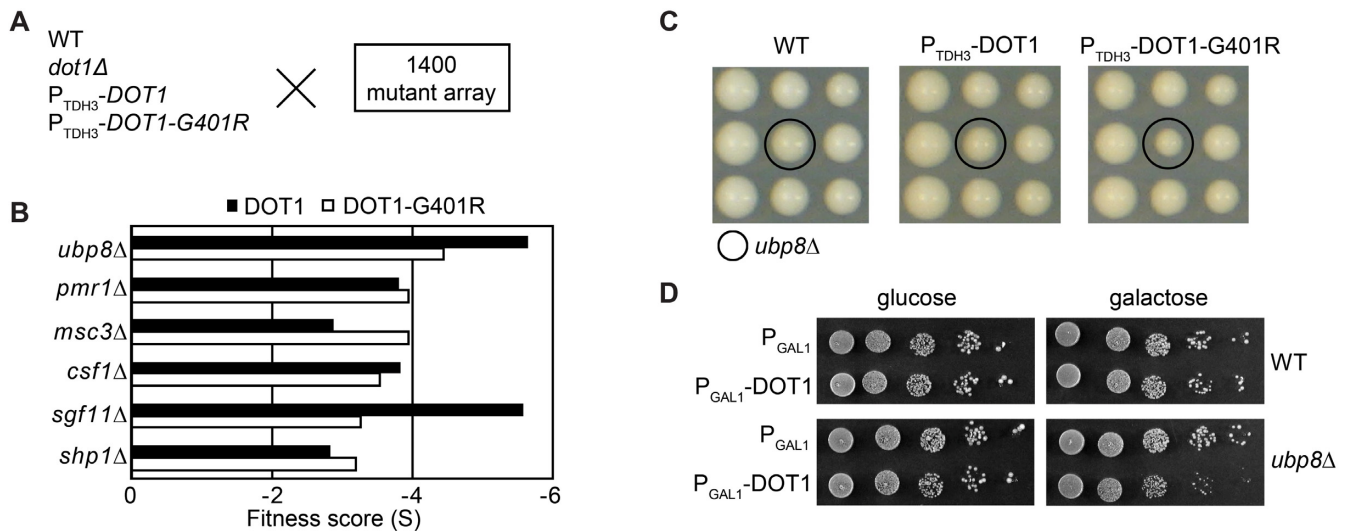 A
WT
dot1Δ
PTDH3-DOT1
PTDH3-DOT1-G401R
1400
mutant array
B
DOT1 DOT1-G401R
ubp8Δ
pmr1Δ
msc3Δ
csf1Δ
sgf11Δ
shp1Δ
0 -2 -4 -6
Fitness score (S)
C
WT PTDH3-DOT1 PTDH3-DOT1-G401R
ubp8Δ
D
glucose galactose
PGAL1
PGAL1-DOT1
WT
PGAL1
PGAL1-DOT1
ubp8Δ